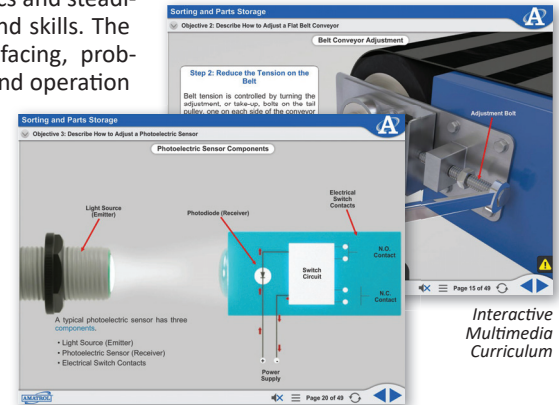 cs and steadi-
nd skills. The
facing, prob-
nd operation
Sorting and Parts Storage
Objective 2: Describe How to Adjust a Flat Belt Conveyor
A
Belt Conveyor Adjustment
Step 2: Reduce the Tension on the
Belt
Belt tension is controlled by turning the
adjustment, or take-up, bolts on the tail
pulley, one on each side of the conveyor
Adjustment Bolt
Page 15 of 49
Sorting and Parts Storage
Objective 3: Describe How to Adjust a Photoelectric Sensor
A
Photoelectric Sensor Components
Light Source
(Emitter)
Photodiode (Receiver)
Electrical
Switch
Contacts
Switch
Circuit
N.O.
Contact
N.C.
Contact
A typical photoelectric sensor has three
components.
• Light Source (Emitter)
• Photoelectric Sensor (Receiver)
• Electrical Switch Contacts
+ -
Power
Supply
AMATROL
Page 20 of 49
Interactive
Multimedia
Curriculum